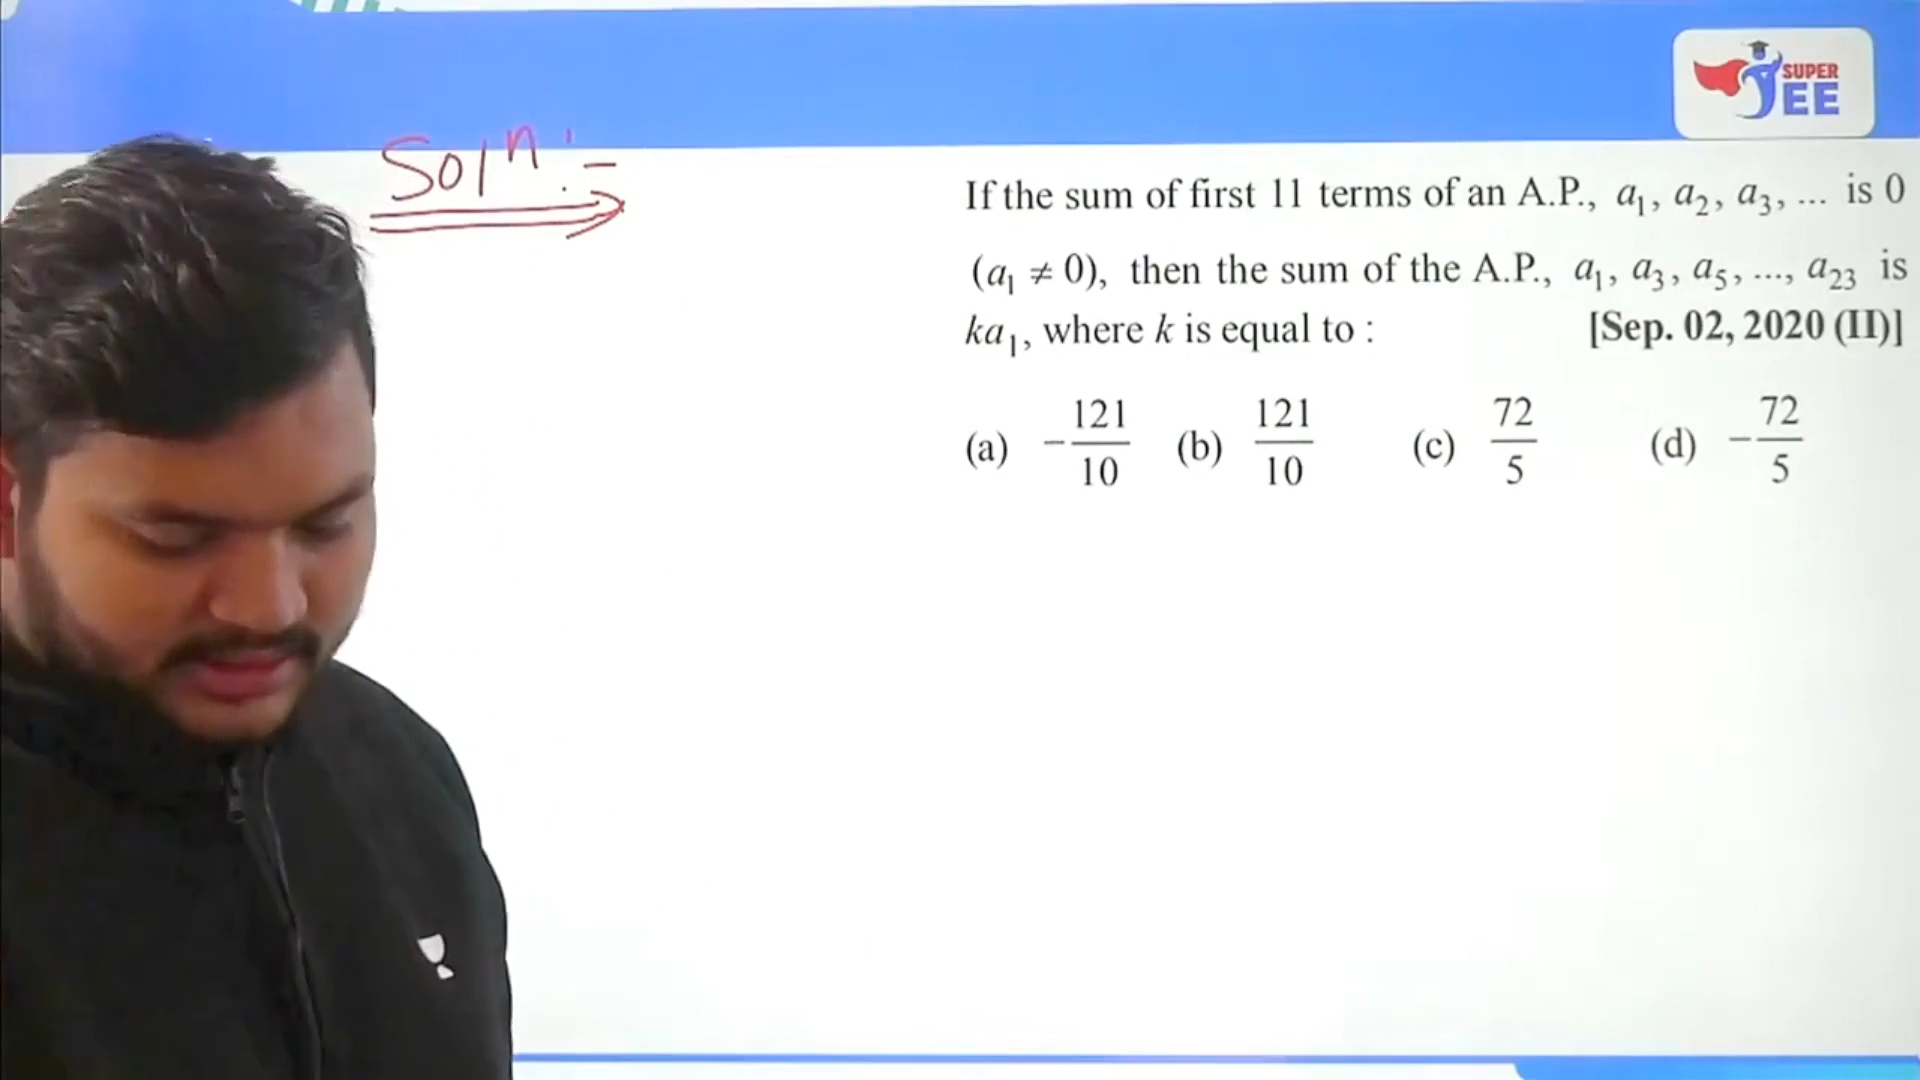 SUPER
JEE
Solⁿ :-
If the sum of first 11 terms of an A.P., a₁, a₂, a₃, ... is 0
(a₁ ≠ 0), then the sum of the A.P., a₁, a₃, a₅, ..., a₂₃ is
ka₁, where k is equal to : [Sep. 02, 2020 (II)]
(a) -121/10 (b) 121/10 (c) 72/5 (d) -72/5